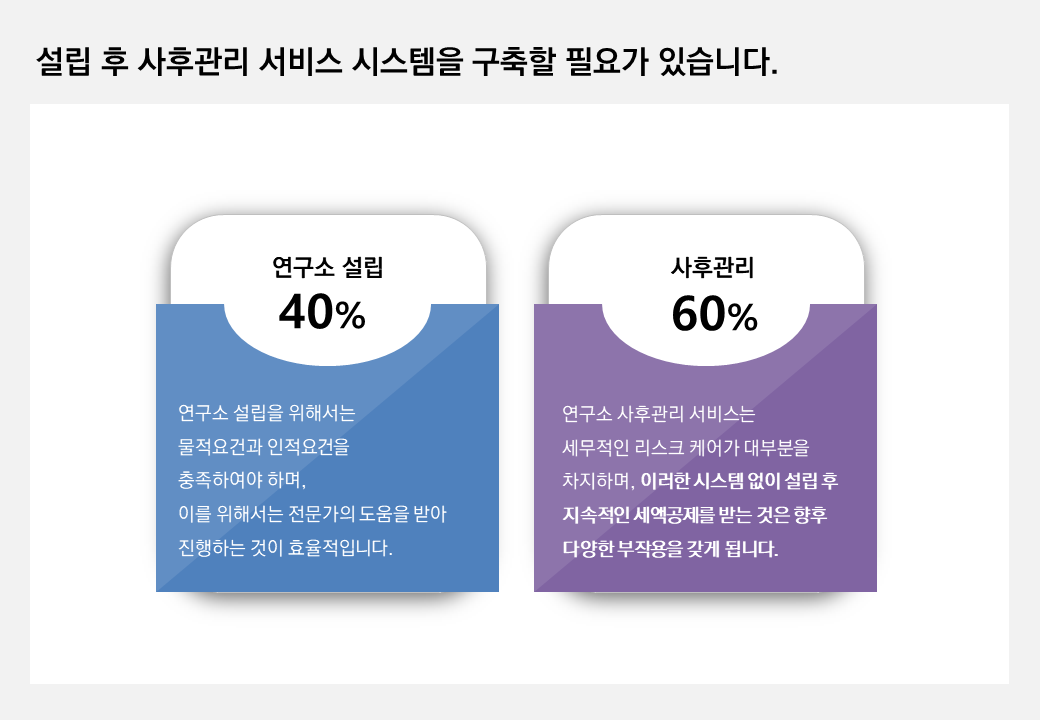 설립 후 사후관리 서비스 시스템을 구축할 필요가 있습니다.
연구소 설립
40%
연구소 설립을 위해서는
물적요건과 인적요건을
충족하여야 하며,
이를 위해서는 전문가의 도움을 받아
진행하는 것이 효율적입니다.
사후관리
60%
연구소 사후관리 서비스는
세무적인 리스크 케어가 대부분을
차지하며, 이러한 시스템 없이 설립 후
지속적인 세액공제를 받는 것은 향후
다양한 부작용을 갖게 됩니다.